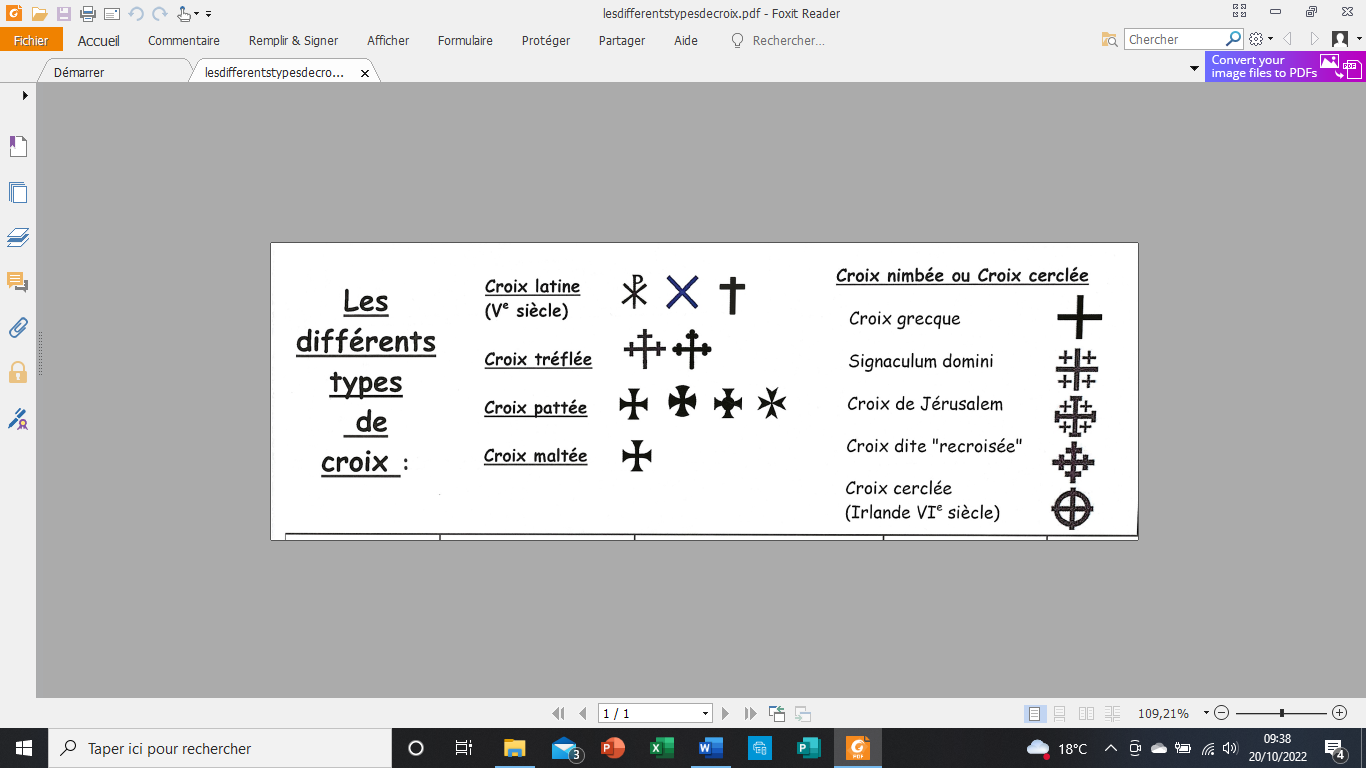 lesdifferentstypesdecroix.pdf - Foxit Reader
Fichier Accueil Commentaire Remplir & Signer Afficher Formulaire Protéger Partager Aide Rechercher... Chercher
Démarrer lesdifferentstypesdecro... Convert your
image files to PDFs
Les
différents
types
de
croix :
Croix latine
(Ve siècle)
Croix tréflée
Croix pattée
Croix maltée
Croix nimbée ou Croix cerclée
Croix grecque
Signaculum domini
Croix de Jérusalem
Croix dite "recroisée"
Croix cerclée
(Irlande VIe siècle)
1 / 1 109,21%
Taper ici pour rechercher 3 18°C 09:38
20/10/2022 4